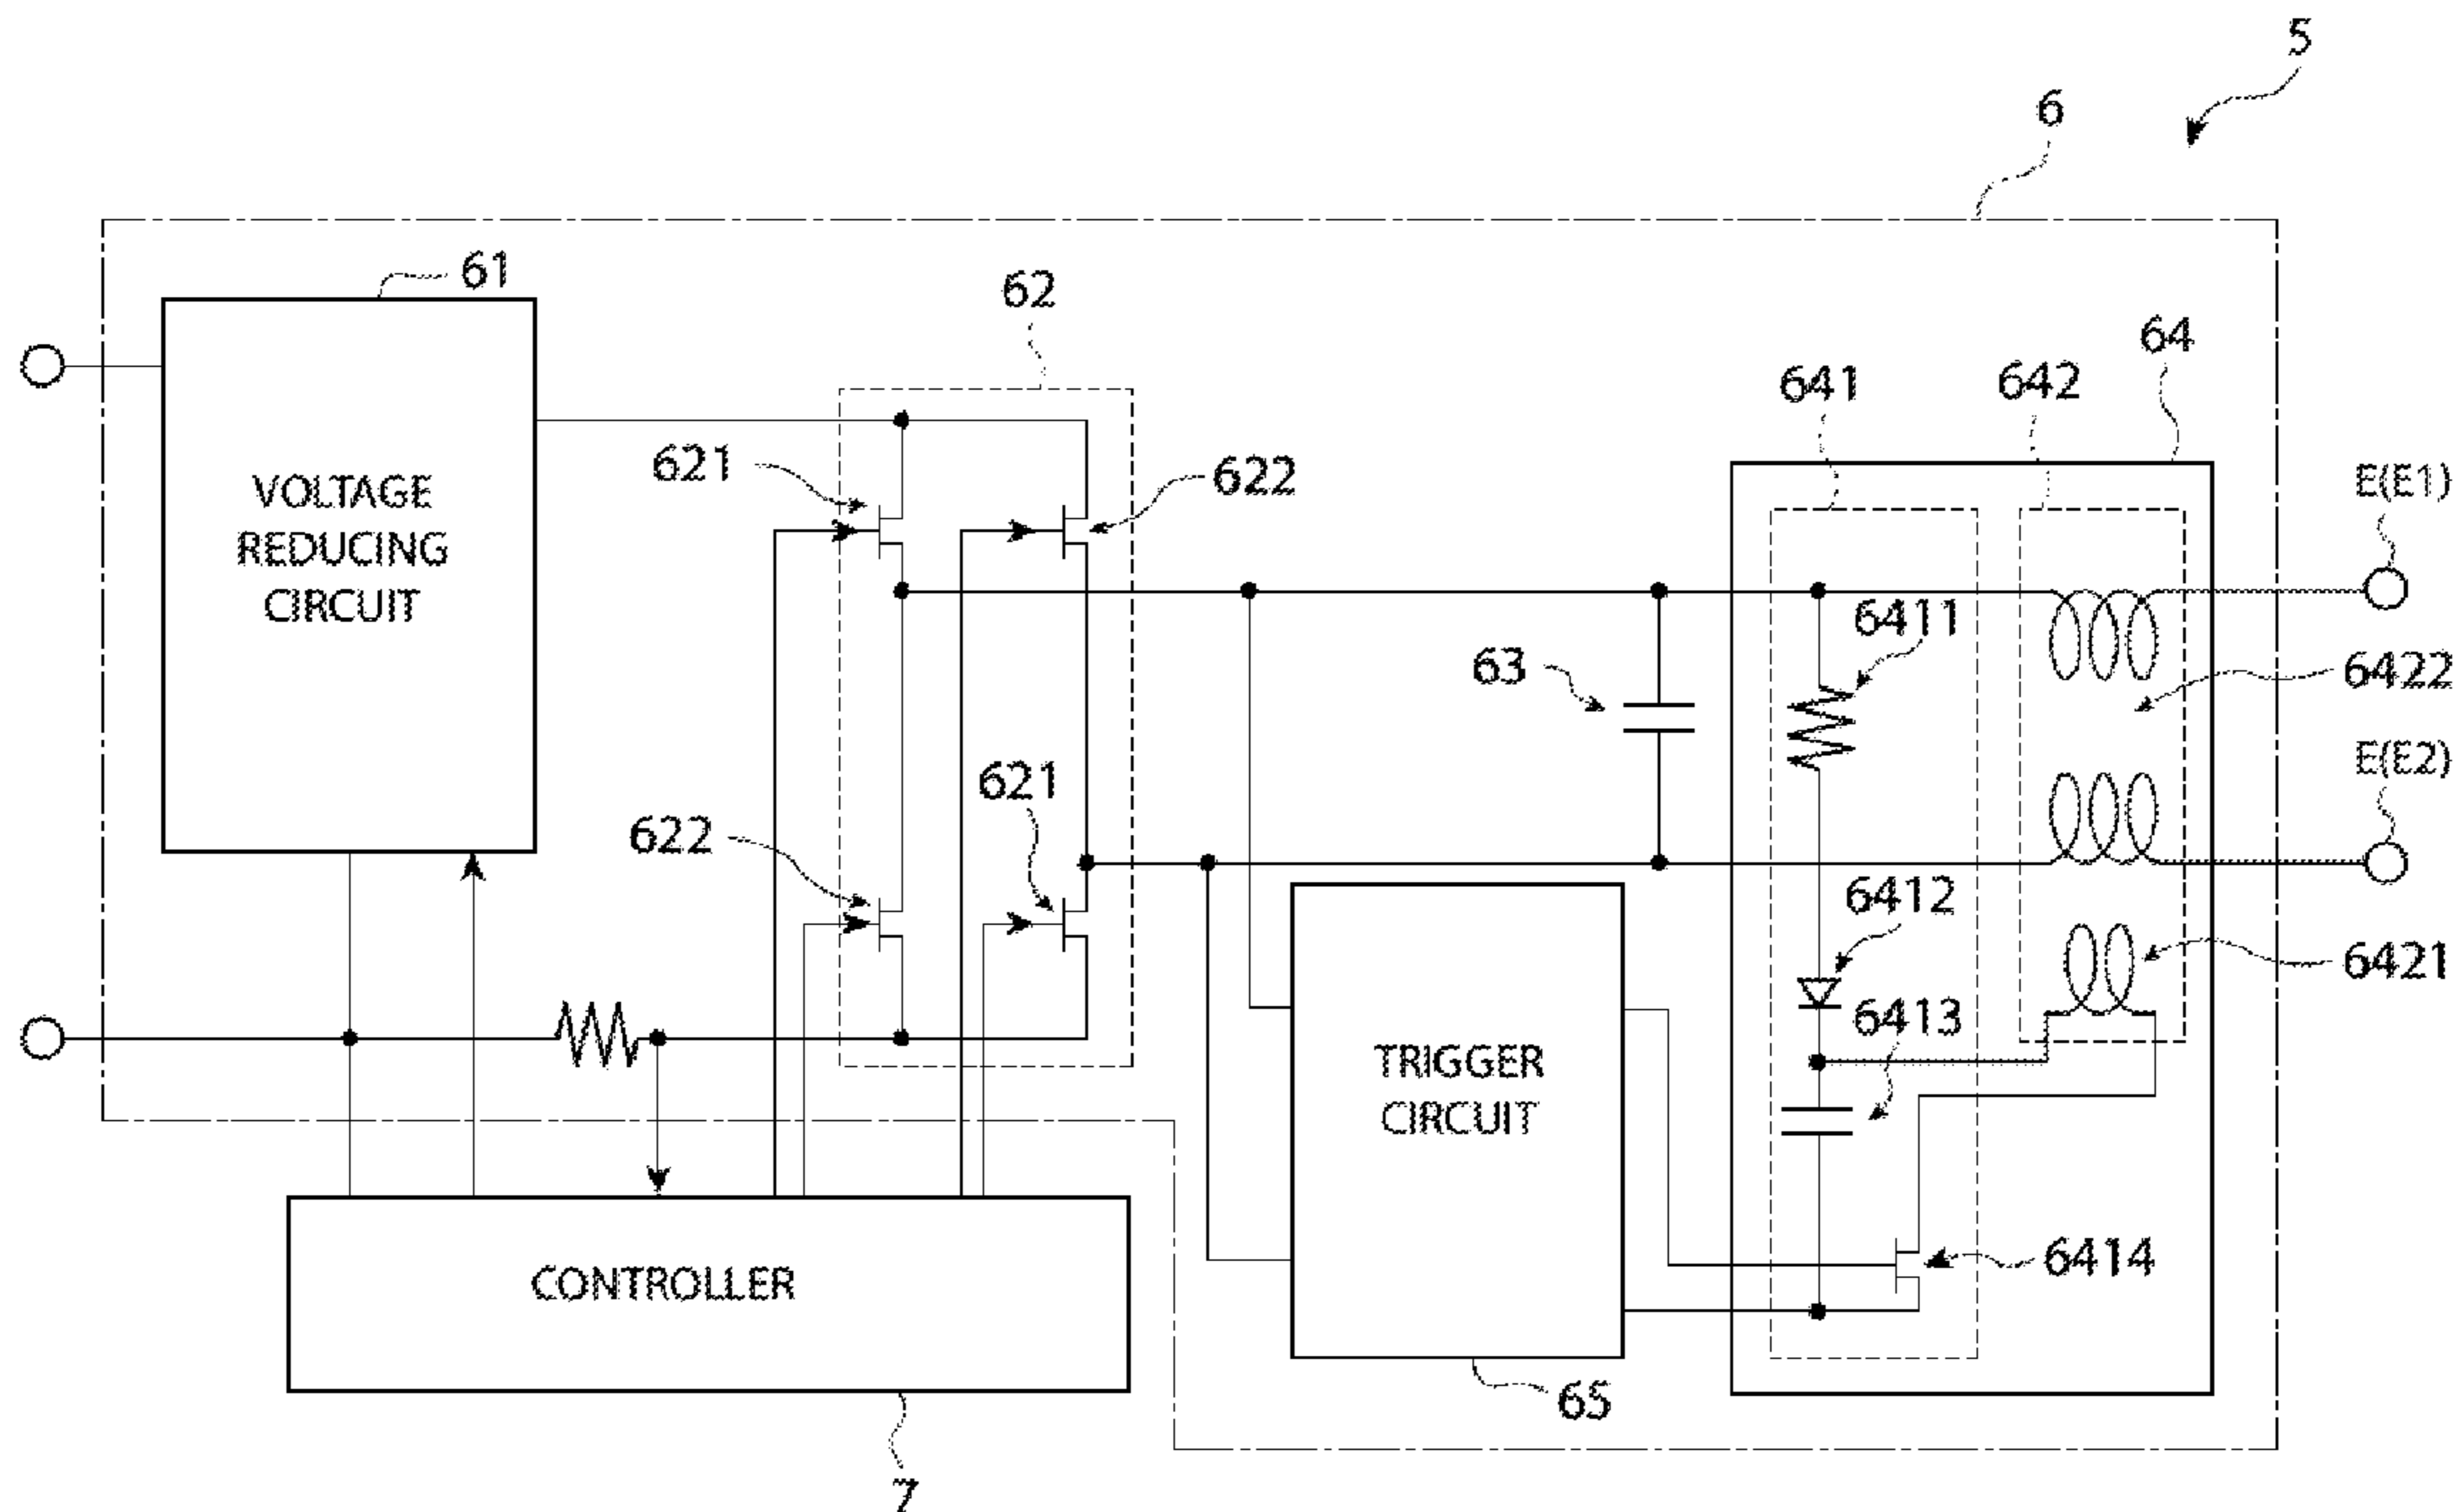 5
6
61
62
64
641
642
VOLTAGE
REDUCING
CIRCUIT
621
622
E(E1)
6411
63
6422
E(E2)
621
622
6412
6421
6413
TRIGGER
CIRCUIT
6414
CONTROLLER
65
7